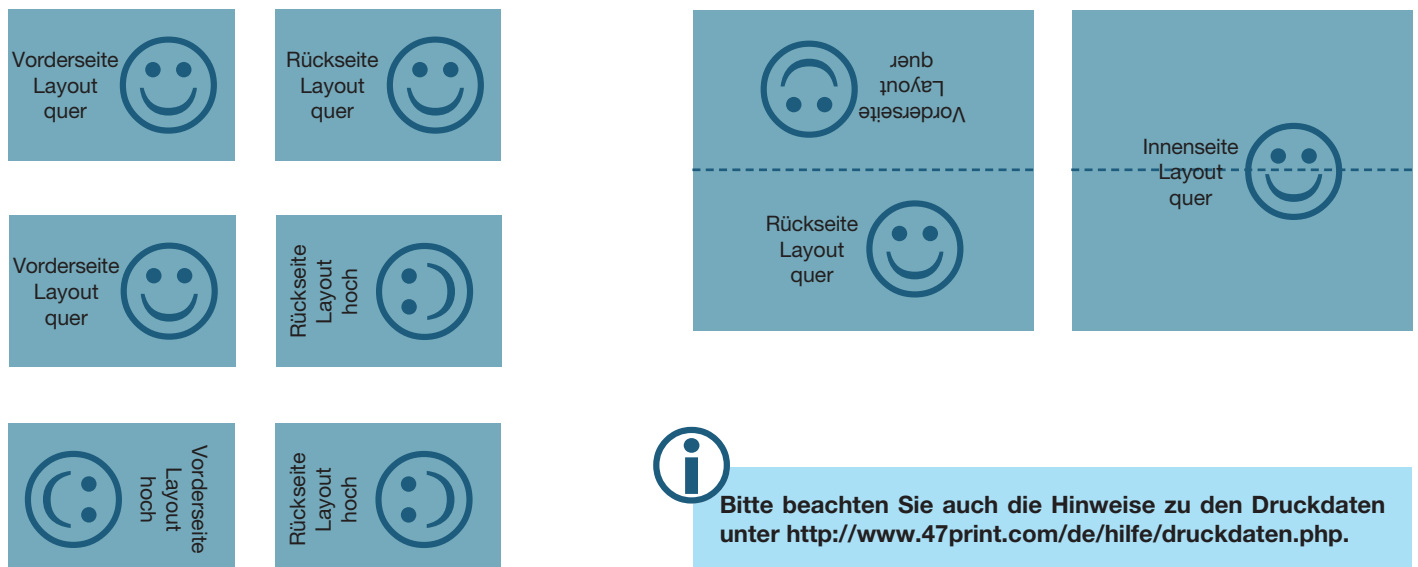 Vorderseite
Layout
quer
Rückseite
Layout
quer
Vorderseite
Layout
quer
Rückseite
Layout
hoch
Vorderseite
Layout
hoch
Rückseite
Layout
hoch
Vorderseite
Layout
quer
Rückseite
Layout
quer
Innenseite
Layout
quer
Bitte beachten Sie auch die Hinweise zu den Druckdaten
unter http://www.47print.com/de/hilfe/druckdaten.php.